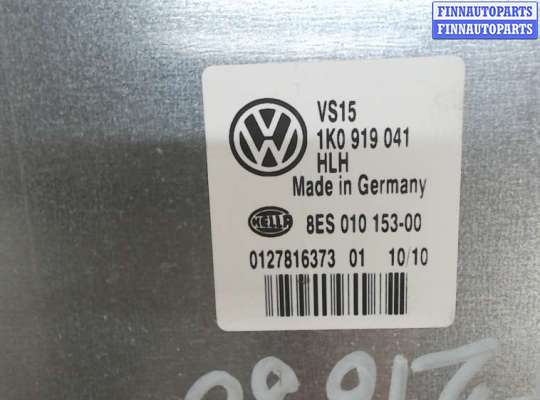 FINNAUTOPARTS
FINNAUTOPARTS
VS15
1K0 919 041
HLH
Made in Germany
HELLA 8ES 010 153-00
0127816373 01 10/10